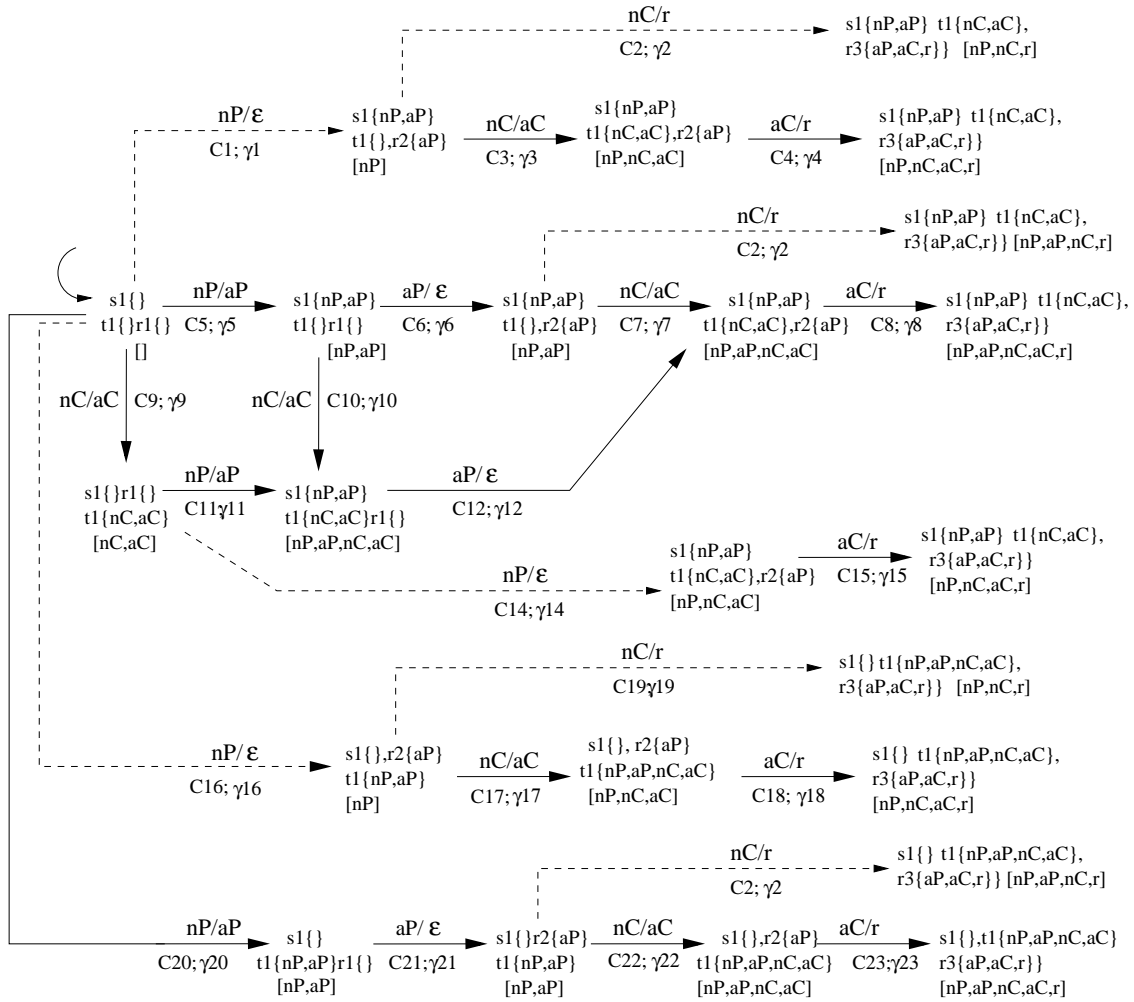 nC/r
C2; γ2
s1{nP,aP} t1{nC,aC},
r3{aP,aC,r}} [nP,nC,r]
nP/ε
C1; γ1
s1{nP,aP}
t1{},r2{aP}
[nP]
nC/aC
C3; γ3
s1{nP,aP}
t1{nC,aC},r2{aP}
[nP,nC,aC]
aC/r
C4; γ4
s1{nP,aP} t1{nC,aC},
r3{aP,aC,r}}
[nP,nC,aC,r]
nC/r
C2; γ2
s1{nP,aP} t1{nC,aC},
r3{aP,aC,r}} [nP,aP,nC,r]
s1{}
t1{}r1{}
[]
nP/aP
C5; γ5
s1{nP,aP}
t1{}r1{}
[nP,aP]
aP/ ε
C6; γ6
s1{nP,aP}
t1{},r2{aP}
[nP,aP]
nC/aC
C7; γ7
s1{nP,aP}
t1{nC,aC},r2{aP}
[nP,aP,nC,aC]
aC/r
C8; γ8
s1{nP,aP} t1{nC,aC},
r3{aP,aC,r}}
[nP,aP,nC,aC,r]
nC/aC
C9; γ9
nC/aC
C10; γ10
s1{}r1{}
t1{nC,aC}
[nC,aC]
nP/aP
C11;γ11
s1{nP,aP}
t1{nC,aC}r1{}
[nP,aP,nC,aC]
aP/ ε
C12; γ12
nP/ε
C14; γ14
s1{nP,aP}
t1{nC,aC},r2{aP}
[nP,nC,aC]
aC/r
C15; γ15
s1{nP,aP} t1{nC,aC},
r3{aP,aC,r}}
[nP,nC,aC,r]
nC/r
C19;γ19
s1{} t1{nP,aP,nC,aC},
r3{aP,aC,r}} [nP,nC,r]
nP/ ε
C16; γ16
s1{},r2{aP}
t1{nP,aP}
[nP]
nC/aC
C17; γ17
s1{}, r2{aP}
t1{nP,aP,nC,aC}
[nP,nC,aC]
aC/r
C18; γ18
s1{} t1{nP,aP,nC,aC},
r3{aP,aC,r}}
[nP,nC,aC,r]
nC/r
C2; γ2
s1{} t1{nP,aP,nC,aC},
r3{aP,aC,r}} [nP,aP,nC,r]
nP/aP
C20; γ20
s1{}
t1{nP,aP}r1{}
[nP,aP]
aP/ ε
C21; γ21
s1{}r2{aP}
t1{nP,aP}
[nP,aP]
nC/aC
C22; γ22
s1{},r2{aP}
t1{nP,aP,nC,aC}
[nP,aP,nC,aC]
aC/r
C23;γ23
s1{},t1{nP,aP,nC,aC}
r3{aP,aC,r}}
[nP,aP,nC,aC,r]